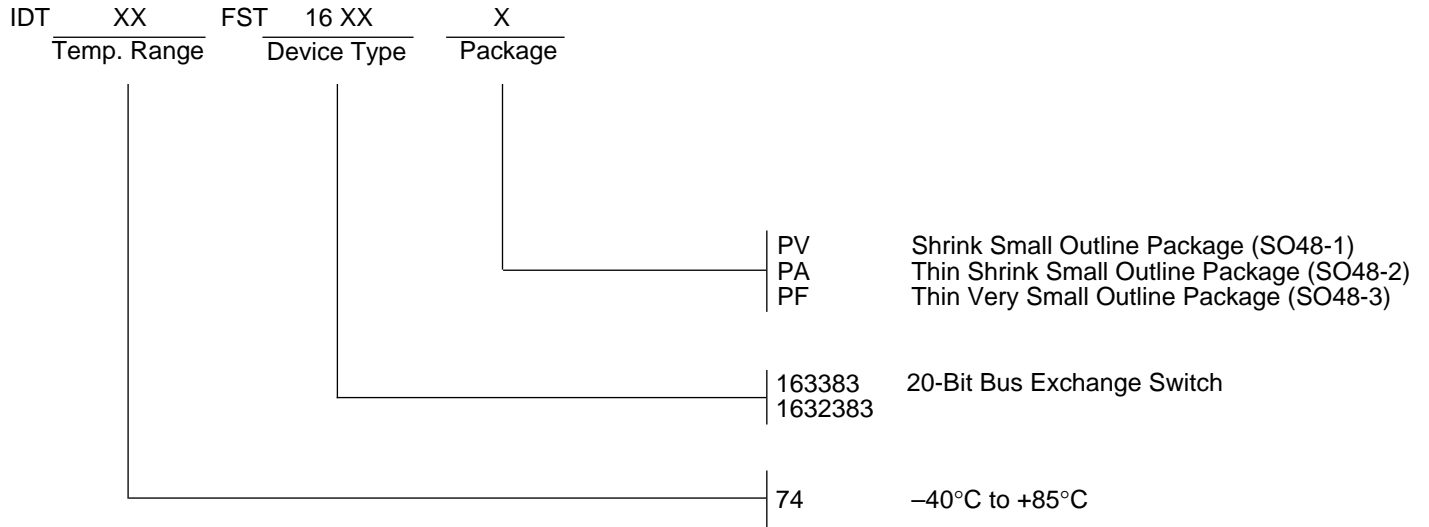 IDT XX FST 16 XX X
Temp. Range Device Type Package
PV Shrink Small Outline Package (SO48-1)
PA Thin Shrink Small Outline Package (SO48-2)
PF Thin Very Small Outline Package (SO48-3)
163383 20-Bit Bus Exchange Switch
1632383
74 –40°C to +85°C